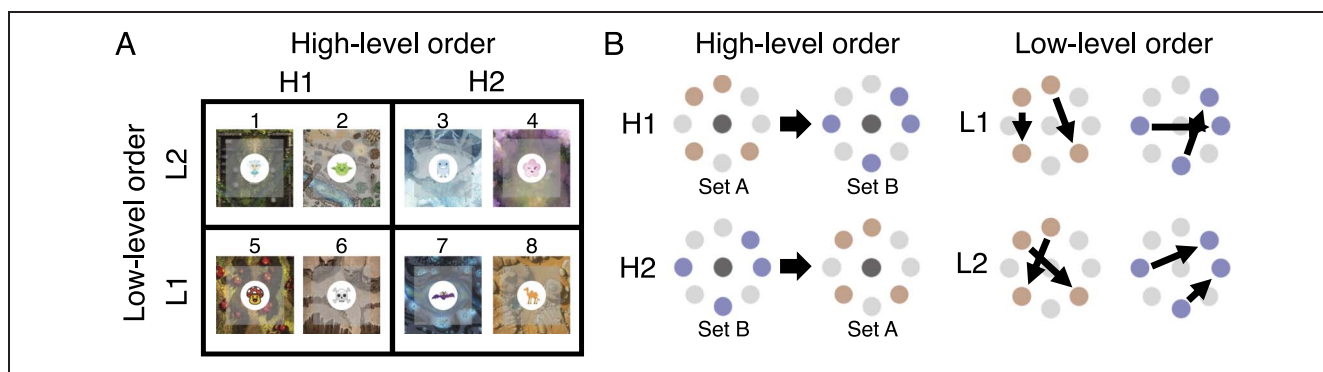 A
High-level order
H1 H2
Low-level order
L2
1 2 3 4
L1
5 6 7 8
B
High-level order Low-level order
H1
Set A Set B
L1
H2
Set B Set A
L2